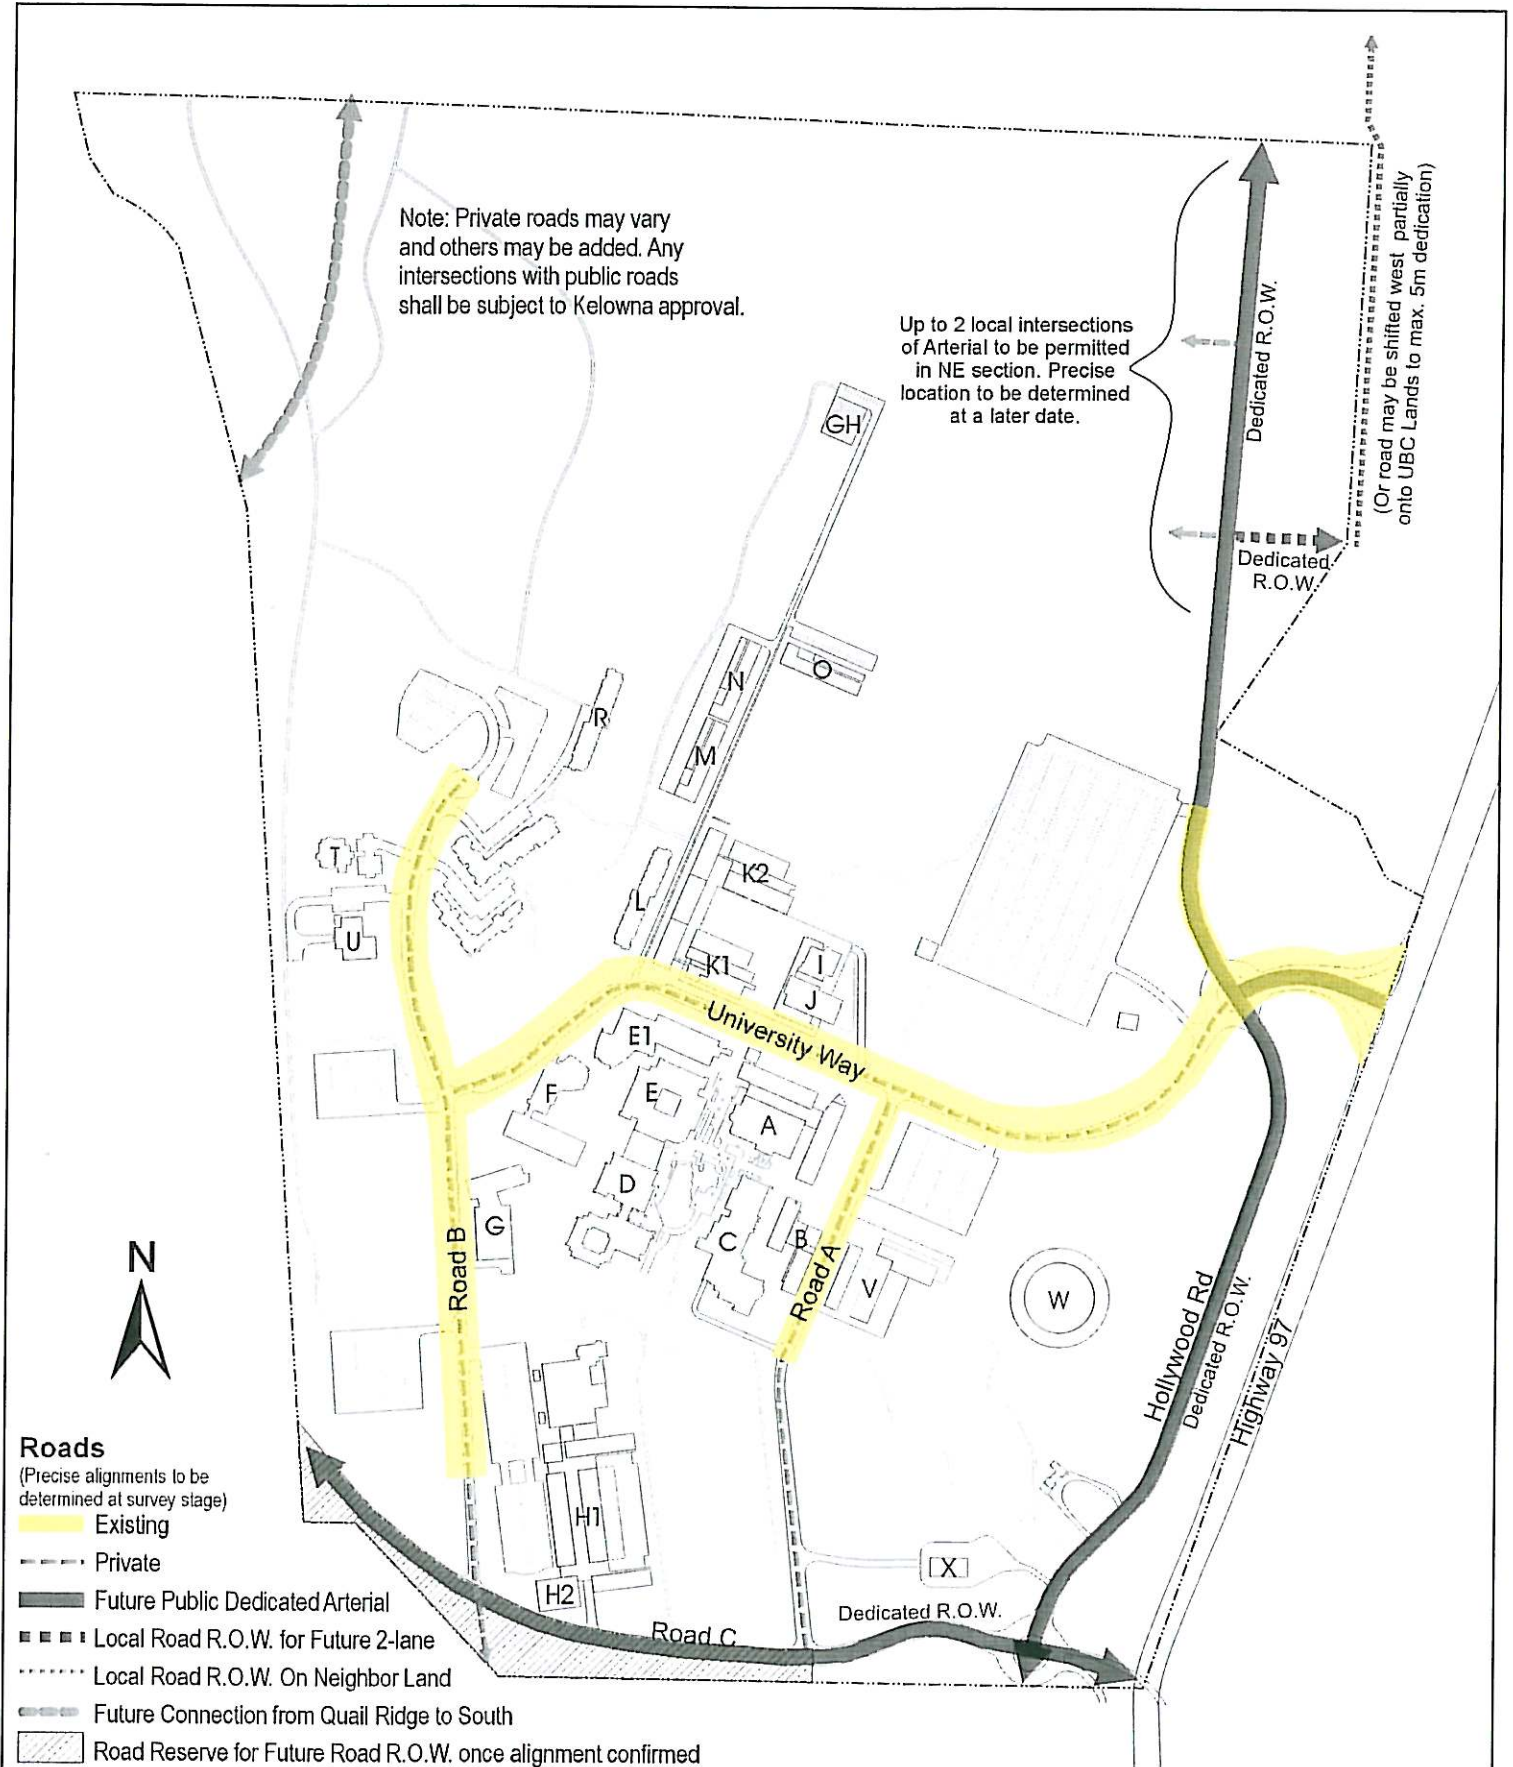 Note: Private roads may vary
and others may be added. Any
intersections with public roads
shall be subject to Kelowna approval.
Up to 2 local intersections
of Arterial to be permitted
in NE section. Precise
location to be determined
at a later date.
Dedicated R.O.W.
(Or road may be shifted west partially
onto UBC Lands to max. 5m dedication)
GH
Dedicated
R.O.W.
O
N
R
M
T
K2
L
U
K1
I
J
University Way
E1
F
E
A
D
G
C
B
Road B
Road A
V
W
N
Hollywood Rd
Dedicated R.O.W.
Highway 97
H1
H2
X
Road C
Dedicated R.O.W.
Roads
(Precise alignments to be
determined at survey stage)
Existing
Private
Future Public Dedicated Arterial
Local Road R.O.W. for Future 2-lane
Local Road R.O.W. On Neighbor Land
Future Connection from Quail Ridge to South
Road Reserve for Future Road R.O.W. once alignment confirmed